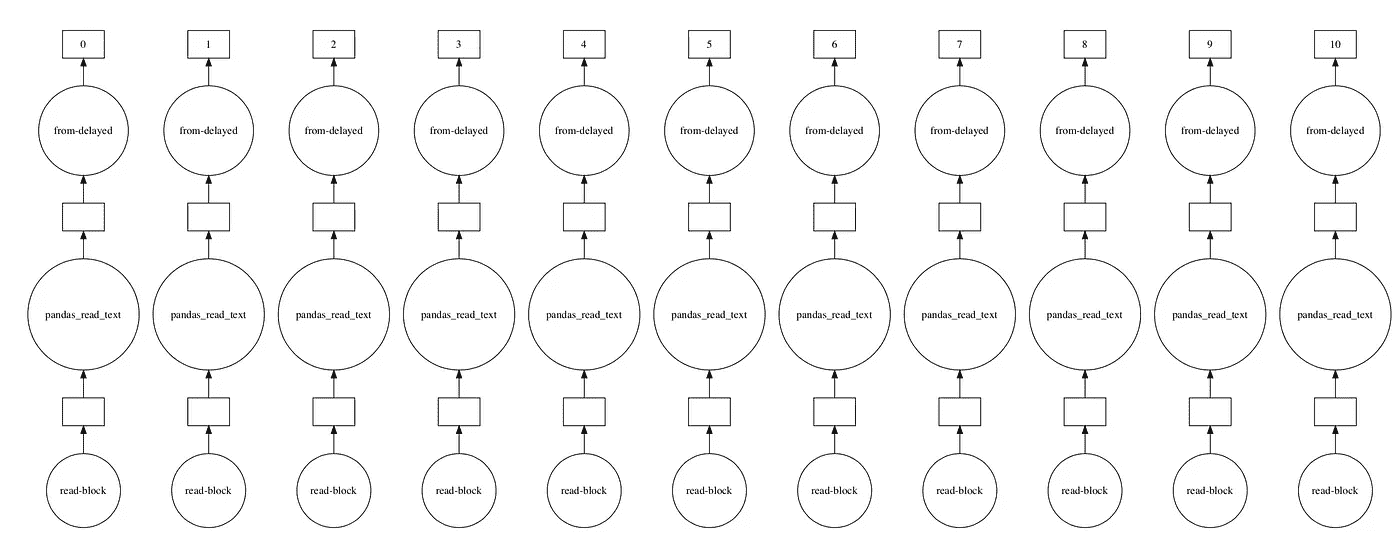 0 1 2 3 4 5 6 7 8 9 10
from-delayed from-delayed from-delayed from-delayed from-delayed from-delayed from-delayed from-delayed from-delayed from-delayed from-delayed
pandas_read_text pandas_read_text pandas_read_text pandas_read_text pandas_read_text pandas_read_text pandas_read_text pandas_read_text pandas_read_text pandas_read_text pandas_read_text
read-block read-block read-block read-block read-block read-block read-block read-block read-block read-block read-block